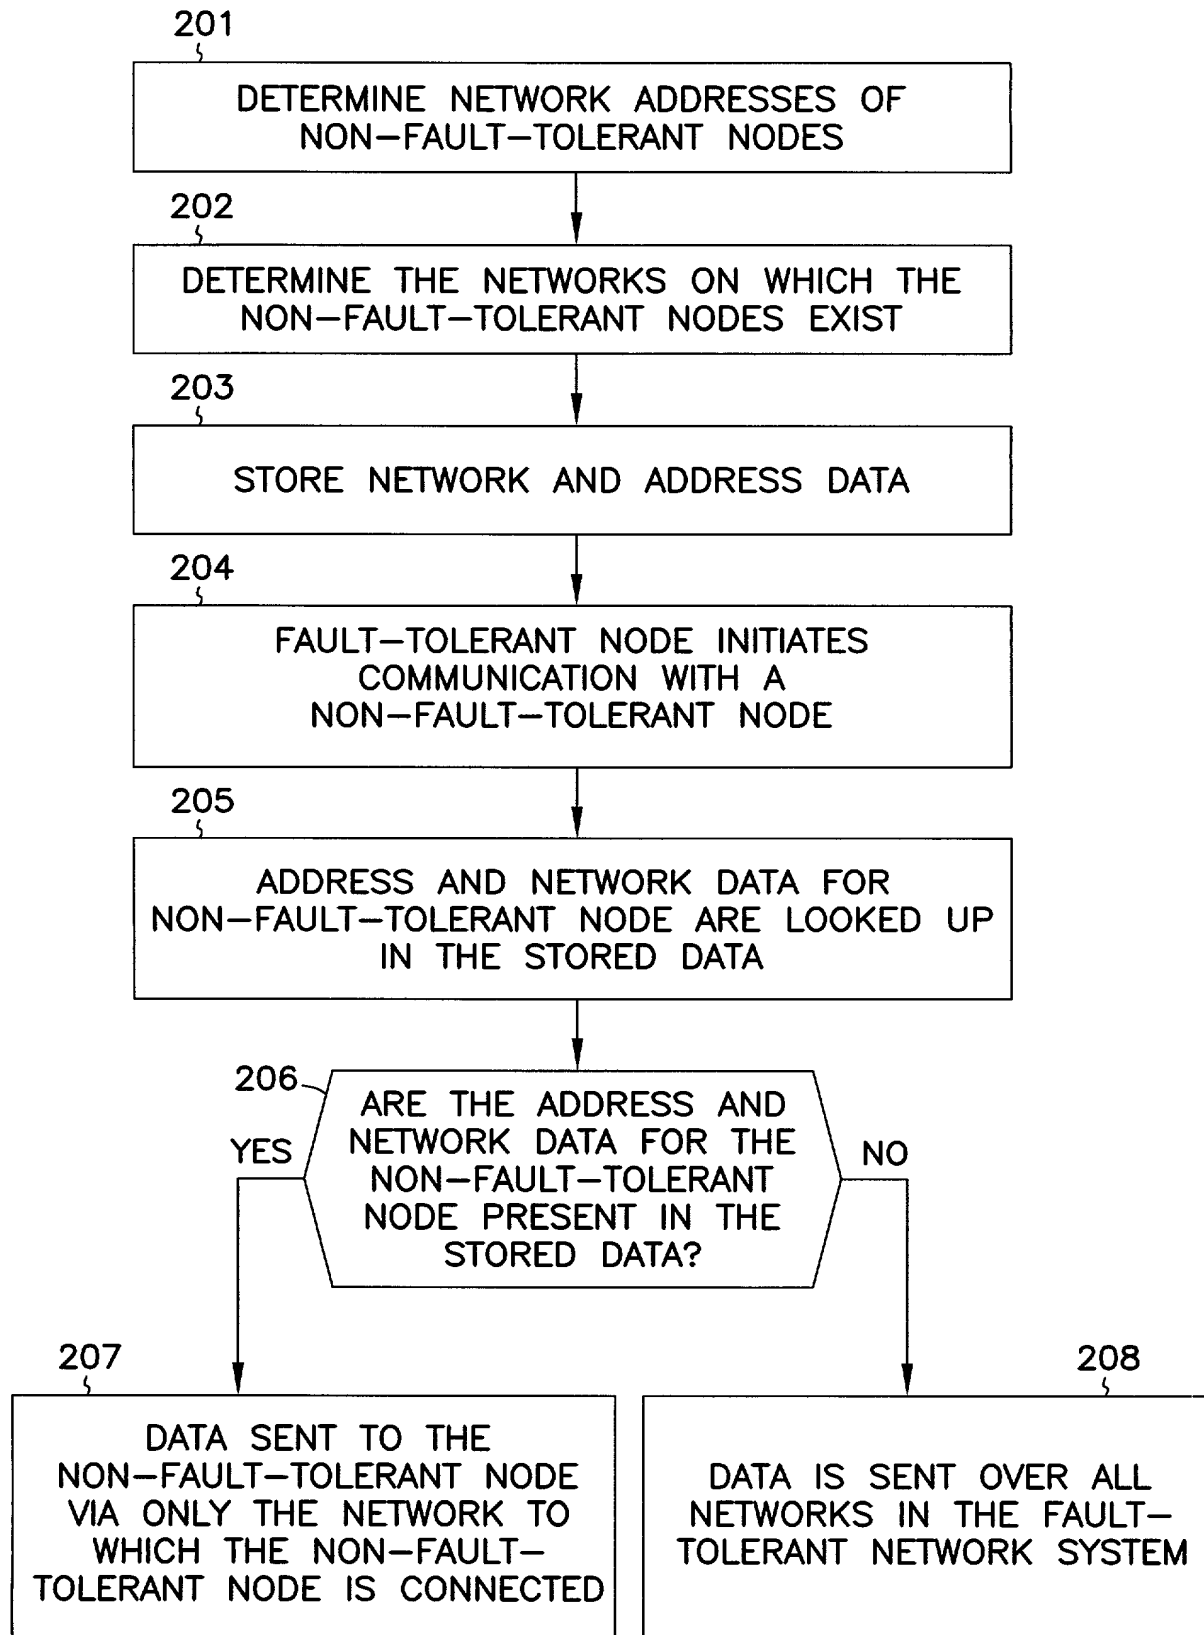 201
DETERMINE NETWORK ADDRESSES OF
NON-FAULT-TOLERANT NODES
202
DETERMINE THE NETWORKS ON WHICH THE
NON-FAULT-TOLERANT NODES EXIST
203
STORE NETWORK AND ADDRESS DATA
204
FAULT-TOLERANT NODE INITIATES
COMMUNICATION WITH A
NON-FAULT-TOLERANT NODE
205
ADDRESS AND NETWORK DATA FOR
NON-FAULT-TOLERANT NODE ARE LOOKED UP
IN THE STORED DATA
206
ARE THE ADDRESS AND
NETWORK DATA FOR THE
NON-FAULT-TOLERANT
NODE PRESENT IN THE
STORED DATA?
YES
NO
207
DATA SENT TO THE
NON-FAULT-TOLERANT NODE
VIA ONLY THE NETWORK TO
WHICH THE NON-FAULT-
TOLERANT NODE IS CONNECTED
208
DATA IS SENT OVER ALL
NETWORKS IN THE FAULT-
TOLERANT NETWORK SYSTEM